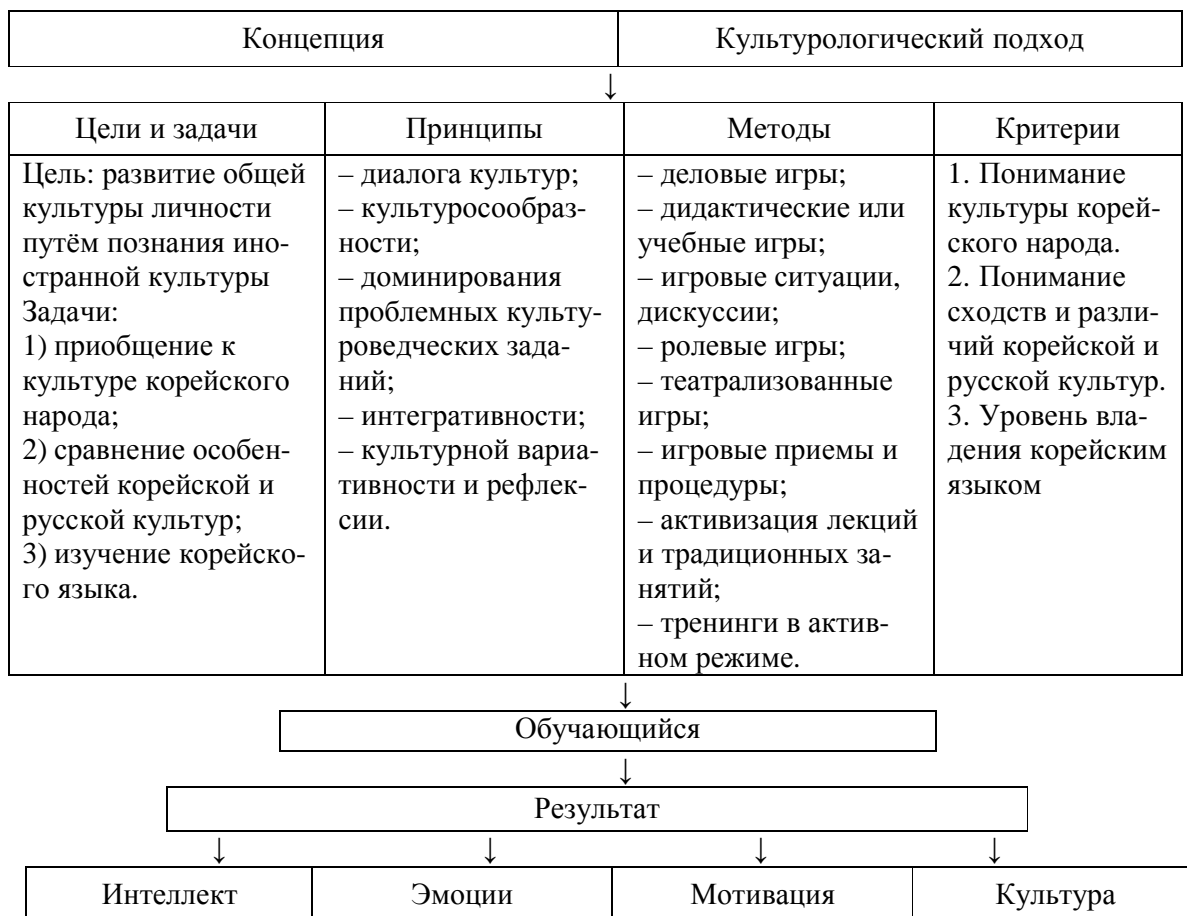 Концепция
Культурологический подход
↓
Цели и задачи
Принципы
Методы
Критерии
Цель: развитие общей
культуры личности
путём познания ино-
странной культуры
Задачи:
1) приобщение к
культуре корейского
народа;
2) сравнение особен-
ностей корейской и
русской культур;
3) изучение корейско-
го языка.
– диалога культур;
– культуросообраз-
ности;
– доминирования
проблемных культу-
роведческих зада-
ний;
– интегративности;
– культурной вариа-
тивности и рефлек-
сии.
– деловые игры;
– дидактические или
учебные игры;
– игровые ситуации,
дискуссии;
– ролевые игры;
– театрализованные
игры;
– игровые приемы и
процедуры;
– активизация лекций
и традиционных за-
нятий;
– тренинги в актив-
ном режиме.
1. Понимание
культуры корей-
ского народа.
2. Понимание
сходств и разли-
чий корейской и
русской культур.
3. Уровень вла-
дения корейским
языком
↓
Обучающийся
↓
Результат
↓ ↓ ↓ ↓
Интеллект
Эмоции
Мотивация
Культура